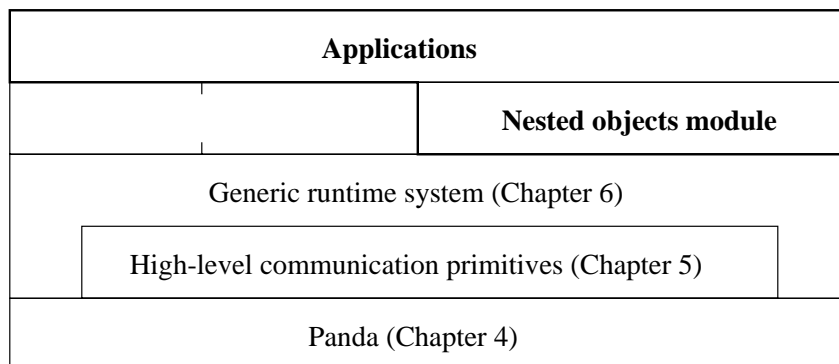 Applications
Nested objects module
Generic runtime system (Chapter 6)
High-level communication primitives (Chapter 5)
Panda (Chapter 4)